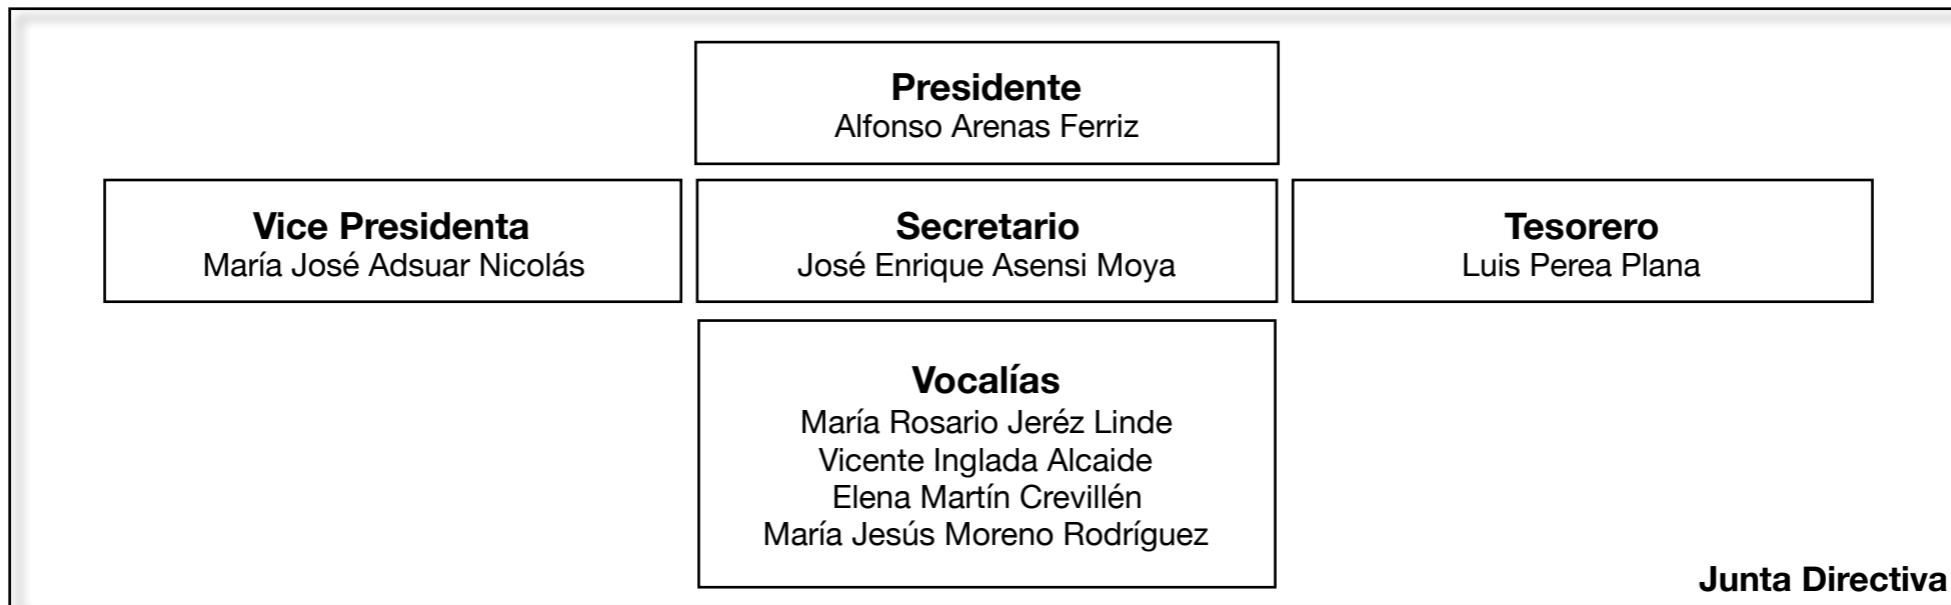 Presidente
Alfonso Arenas Ferriz
Vice Presidenta
María José Adsuar Nicolás
Secretario
José Enrique Asensi Moya
Tesorero
Luis Perea Plana
Vocalías
María Rosario Jeréz Linde
Vicente Inglada Alcaide
Elena Martín Crevillén
María Jesús Moreno Rodríguez
Junta Directiva